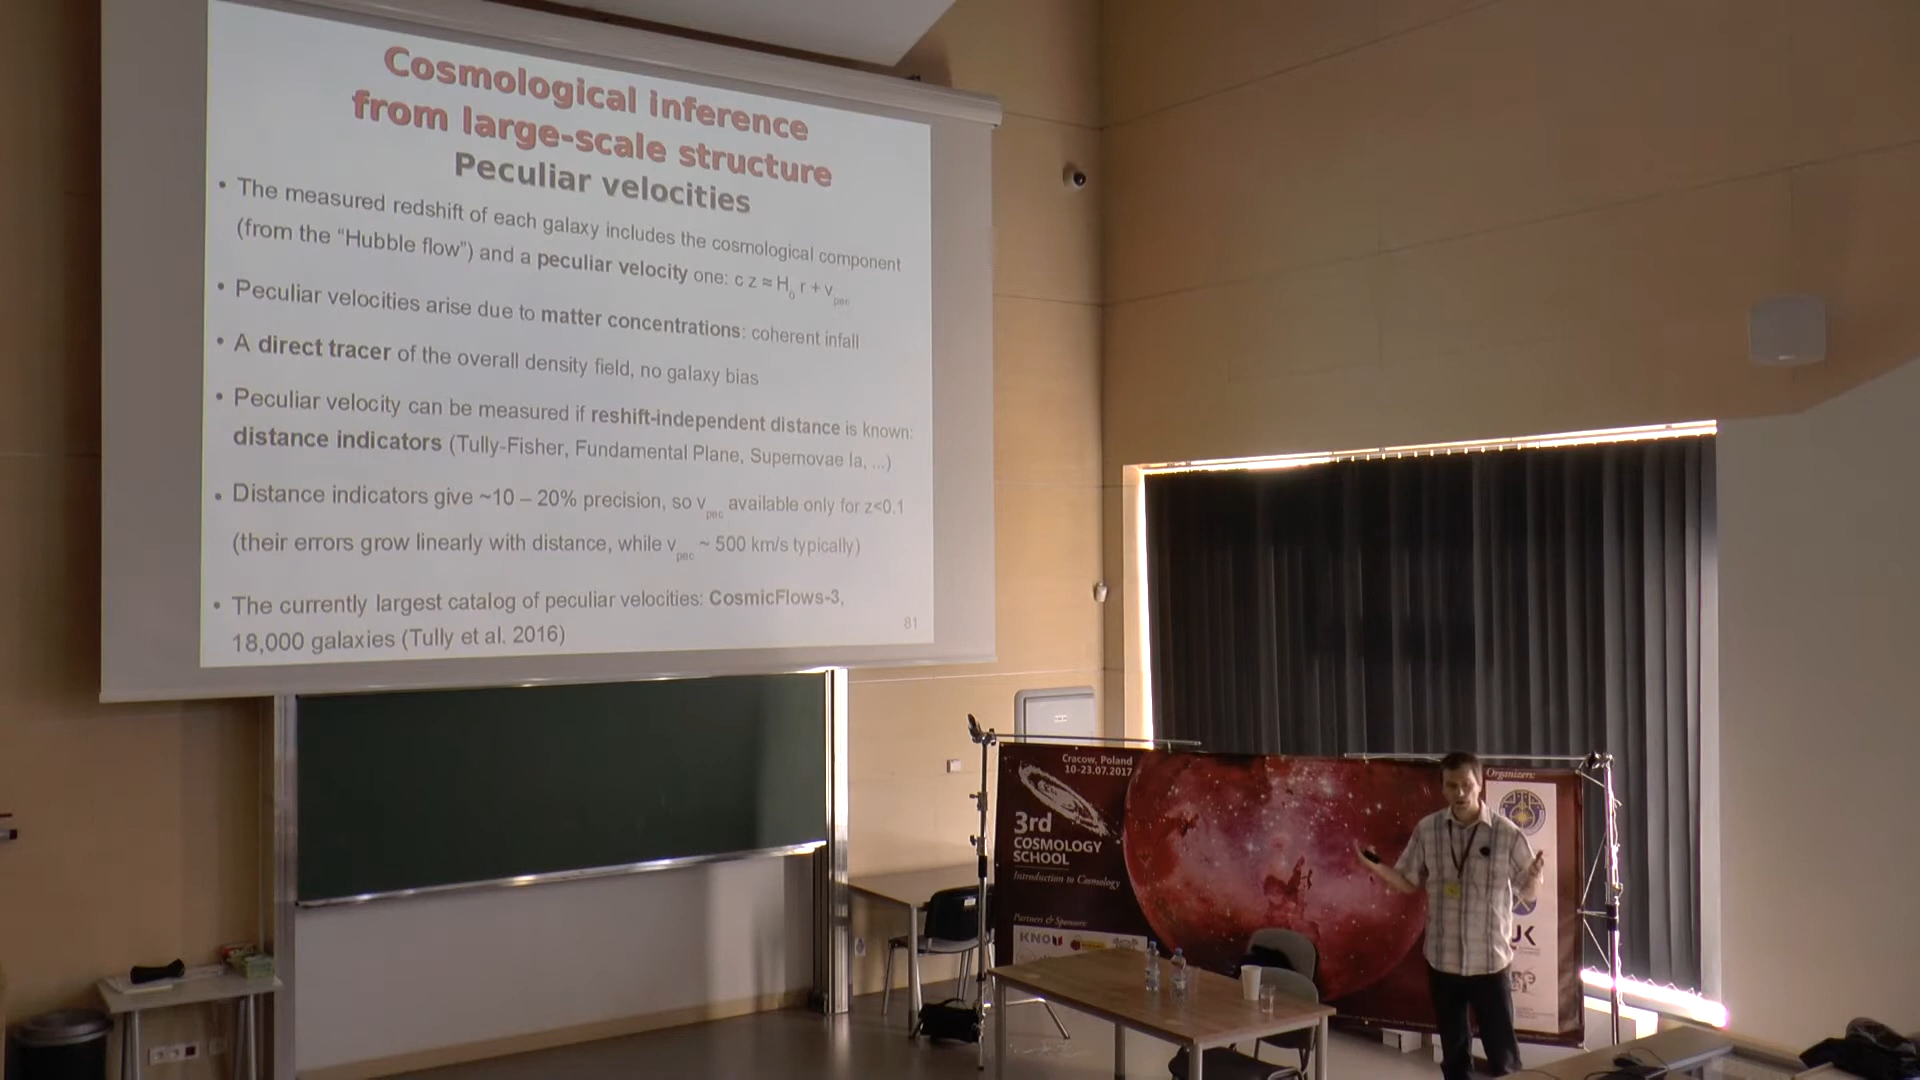 Cosmological inference
from large-scale structure
Peculiar velocities
• The measured redshift of each galaxy includes the cosmological component
(from the “Hubble flow”) and a peculiar velocity one: c z ≈ H0 r + vpec
• Peculiar velocities arise due to matter concentrations: coherent infall
• A direct tracer of the overall density field, no galaxy bias
• Peculiar velocity can be measured if reshift-independent distance is known:
distance indicators (Tully-Fisher, Fundamental Plane, Supernovae Ia, ...)
• Distance indicators give ~10 – 20% precision, so vpec available only for z<0.1
(their errors grow linearly with distance, while vpec ~ 500 km/s typically)
• The currently largest catalog of peculiar velocities: CosmicFlows-3,
18,000 galaxies (Tully et al. 2016)
81
Cracow, Poland
10-23.07.2017
3rd
COSMOLOGY
SCHOOL
Introduction to Cosmology
Partners & Sponsors:
KNOW
Organizers: